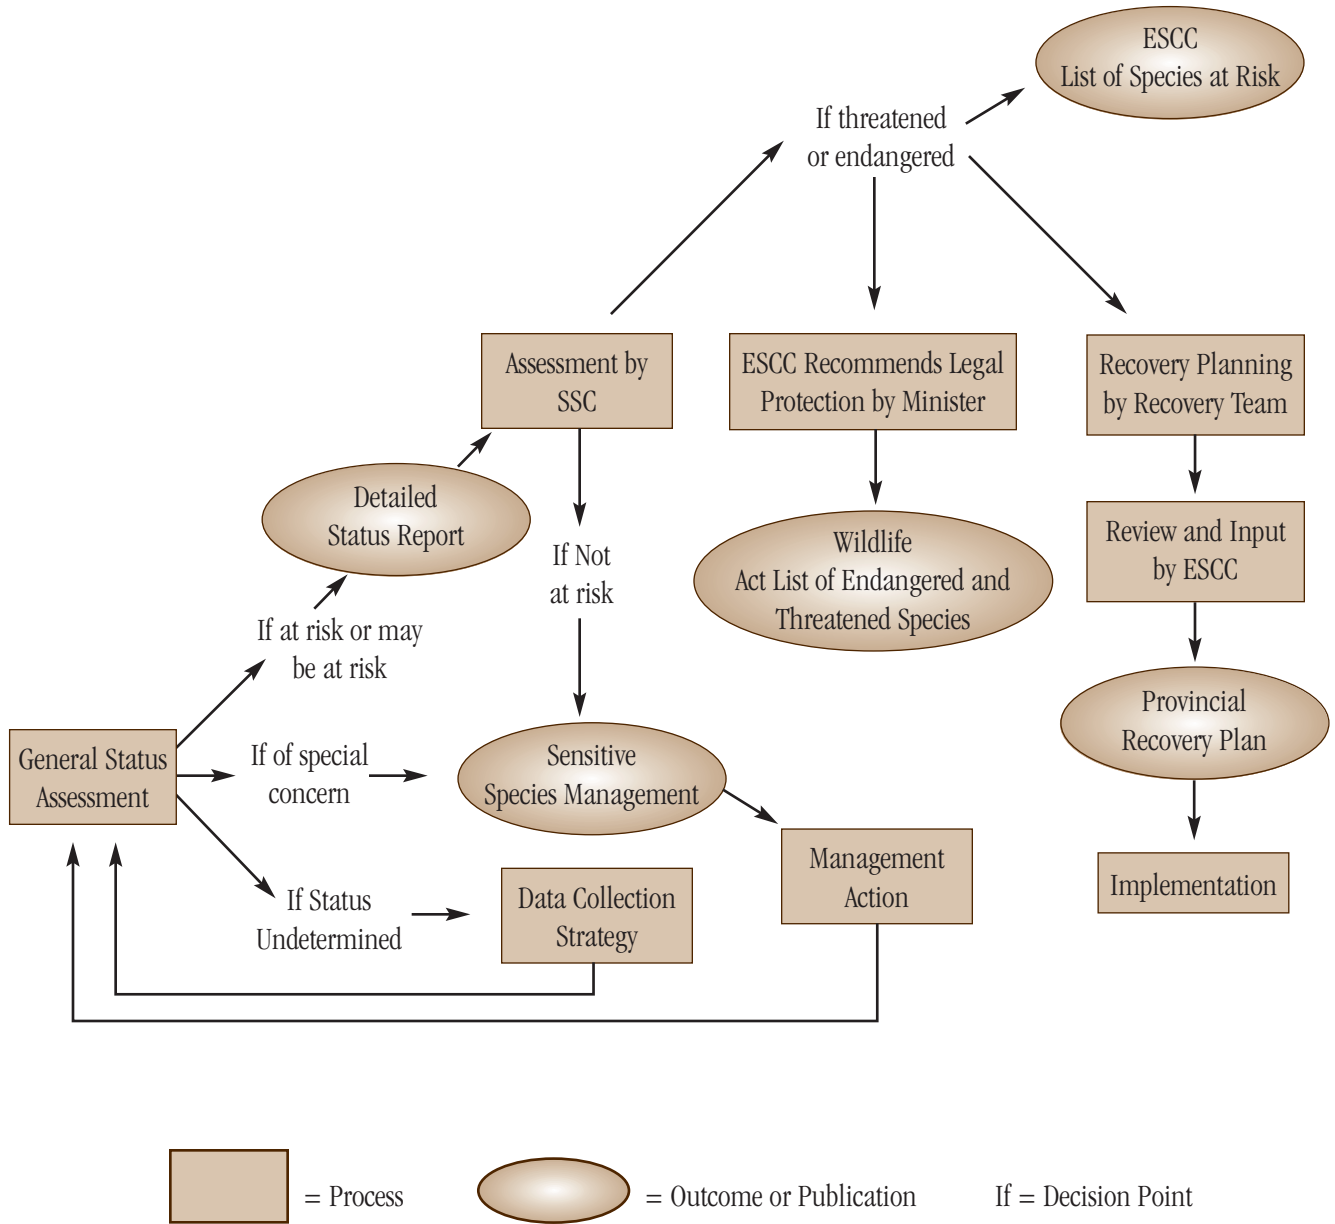 ESCC
List of Species at Risk
If threatened
or endangered
Assessment by
SSC
ESCC Recommends Legal
Protection by Minister
Recovery Planning
by Recovery Team
Detailed
Status Report
If Not
at risk
Wildlife
Act List of Endangered and
Threatened Species
Review and Input
by ESCC
If at risk or may
be at risk
Provincial
Recovery Plan
General Status
Assessment
If of special
concern
Sensitive
Species Management
Management
Action
Implementation
If Status
Undetermined
Data Collection
Strategy
= Process
= Outcome or Publication
If = Decision Point